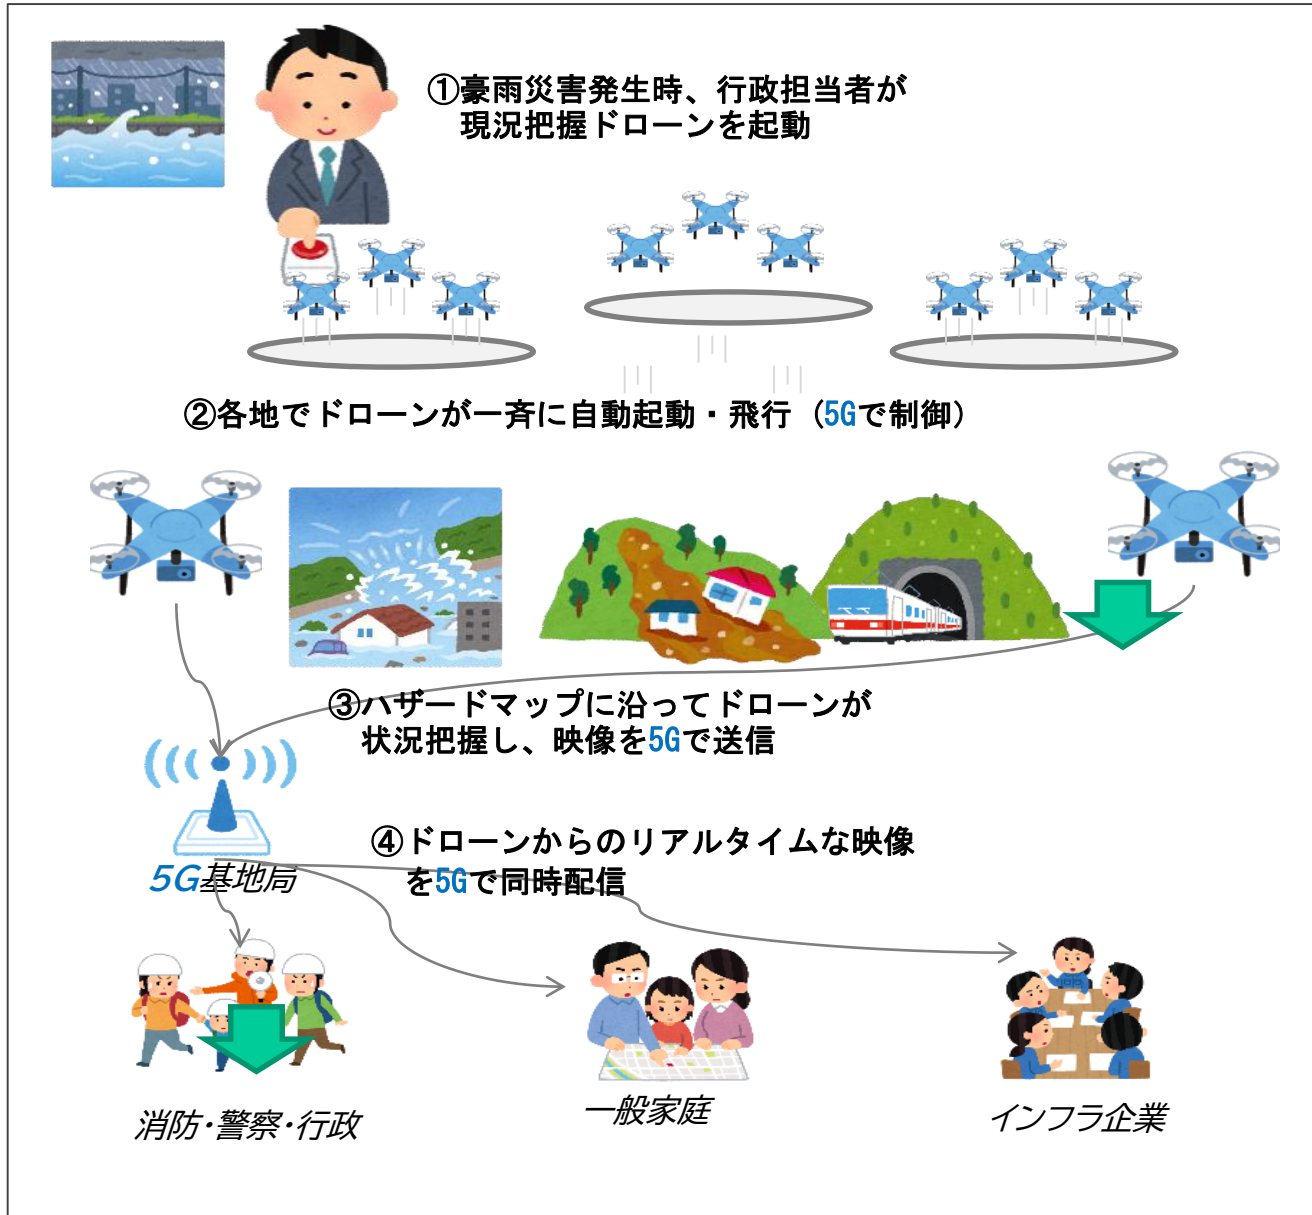 ①豪雨災害発生時、行政担当者が
現況把握ドローンを起動
②各地でドローンが一斉に自動起動・飛行（5Gで制御）
③ハザードマップに沿ってドローンが
状況把握し、映像を5Gで送信
④ドローンからのリアルタイムな映像
を5Gで同時配信
5G基地局
消防・警察・行政
一般家庭
インフラ企業